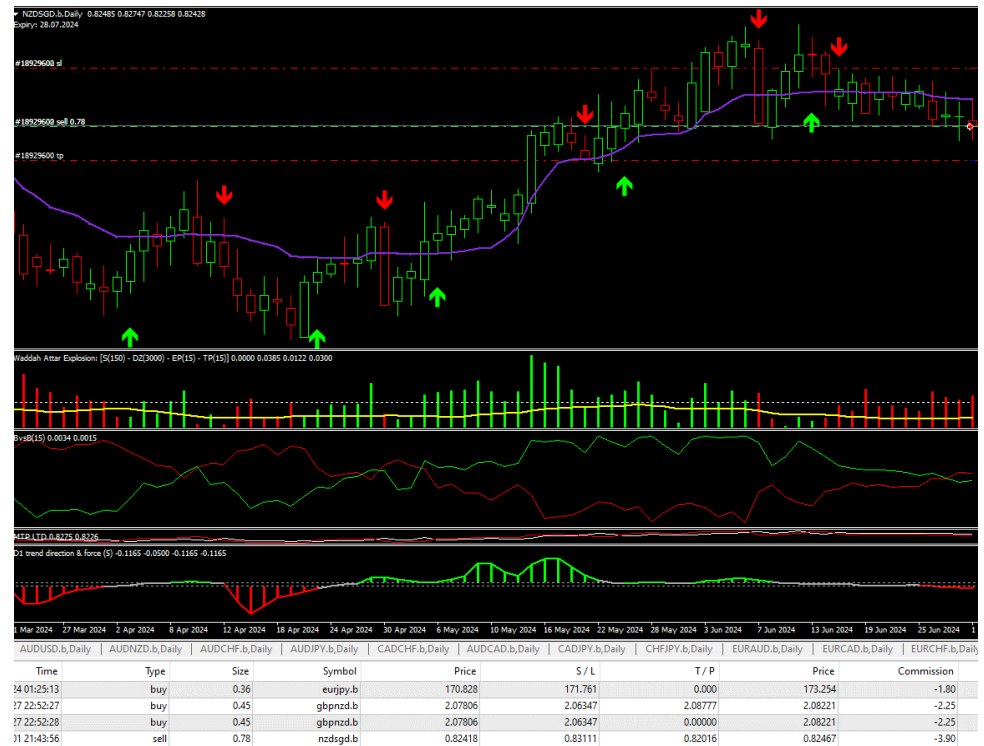 NZDSGD.b,Daily 0.82485 0.82747 0.82258 0.82428
Expiry: 28.07.2024
#18929600 sl
#18929600 sell 0.78
#18929600 tp
Waddah Attar Explosion: [S(150) - DZ(3000) - EP(15) - TP(15)] 0.0000 0.0385 0.0122 0.0300
BvsB(15) 0.0034 0.0015
MTP LTD 0.8275 0.8226
D1 trend direction & force (5) -0.1165 -0.0500 -0.1165 -0.1165
1 Mar 2024 27 Mar 2024 2 Apr 2024 8 Apr 2024 12 Apr 2024 18 Apr 2024 24 Apr 2024 30 Apr 2024 6 May 2024 10 May 2024 16 May 2024 22 May 2024 28 May 2024 3 Jun 2024 7 Jun 2024 13 Jun 2024 19 Jun 2024 25 Jun 2024 1
AUDUSD.b,Daily | AUDNZD.b,Daily | AUDCHF.b,Daily | AUDJPY.b,Daily | CADCHF.b,Daily | AUDCAD.b,Daily | CADJPY.b,Daily | CHFJPY.b,Daily | EURAUD.b,Daily | EURCAD.b,Daily | EURCHF.b,Daily
Time Type Size Symbol Price S / L T / P Price Commission
24 01:25:13 buy 0.36 eurjpy.b 170.828 171.761 0.000 173.254 -1.80
27 22:52:27 buy 0.45 gbpnzd.b 2.07806 2.06347 2.08777 2.08221 -2.25
27 22:52:28 buy 0.45 gbpnzd.b 2.07806 2.06347 0.00000 2.08221 -2.25
01 21:43:56 sell 0.78 nzdsgd.b 0.82418 0.83111 0.82016 0.82467 -3.90